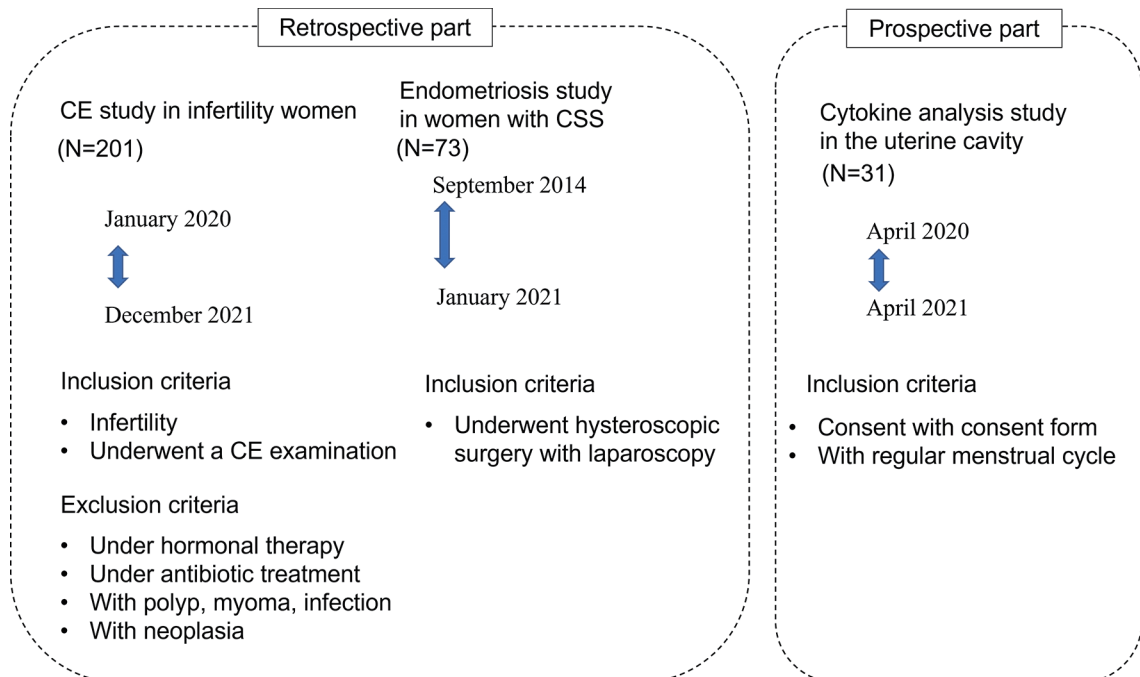 Retrospective part
CE study in infertility women
(N=201)
January 2020
December 2021
Inclusion criteria
• Infertility
• Underwent a CE examination
Exclusion criteria
• Under hormonal therapy
• Under antibiotic treatment
• With polyp, myoma, infection
• With neoplasia
Endometriosis study
in women with CSS
(N=73)
September 2014
January 2021
Inclusion criteria
• Underwent hysteroscopic
surgery with laparoscopy
Prospective part
Cytokine analysis study
in the uterine cavity
(N=31)
April 2020
April 2021
Inclusion criteria
• Consent with consent form
• With regular menstrual cycle